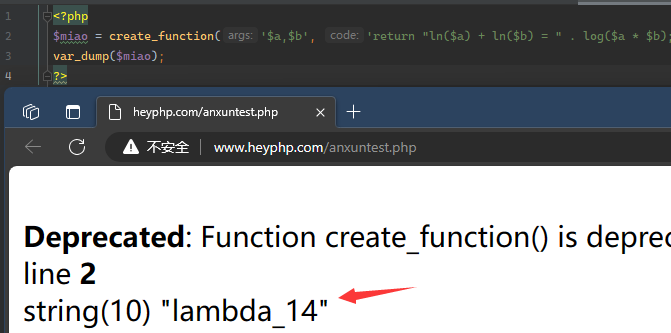 1 <?php
2 $miao = create_function( args: '$a,$b', code: 'return "ln($a) + ln($b) = " . log($a * $b);
3 var_dump($miao);
4 ?>
heyphp.com/anxuntest.php
不安全 www.heyphp.com/anxuntest.php
Deprecated: Function create_function() is
line 2
string(10) "lambda_14"